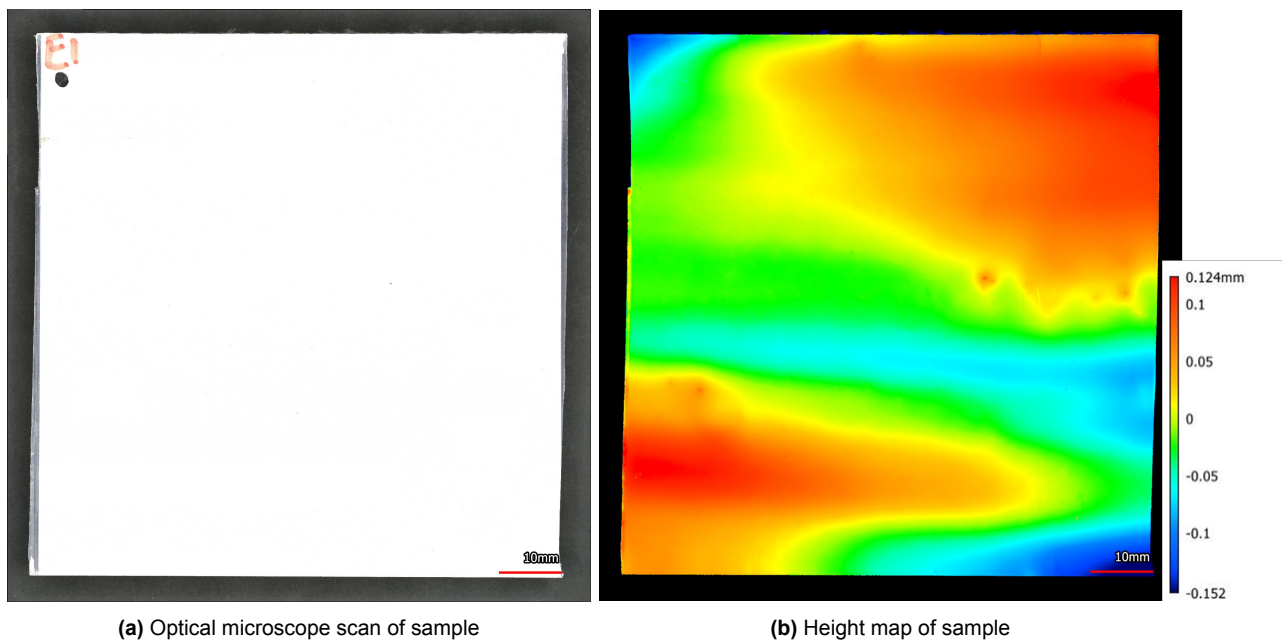 E1
10mm
10mm
0.124mm
0.1
0.05
0
-0.05
-0.1
-0.152
(a) Optical microscope scan of sample
(b) Height map of sample